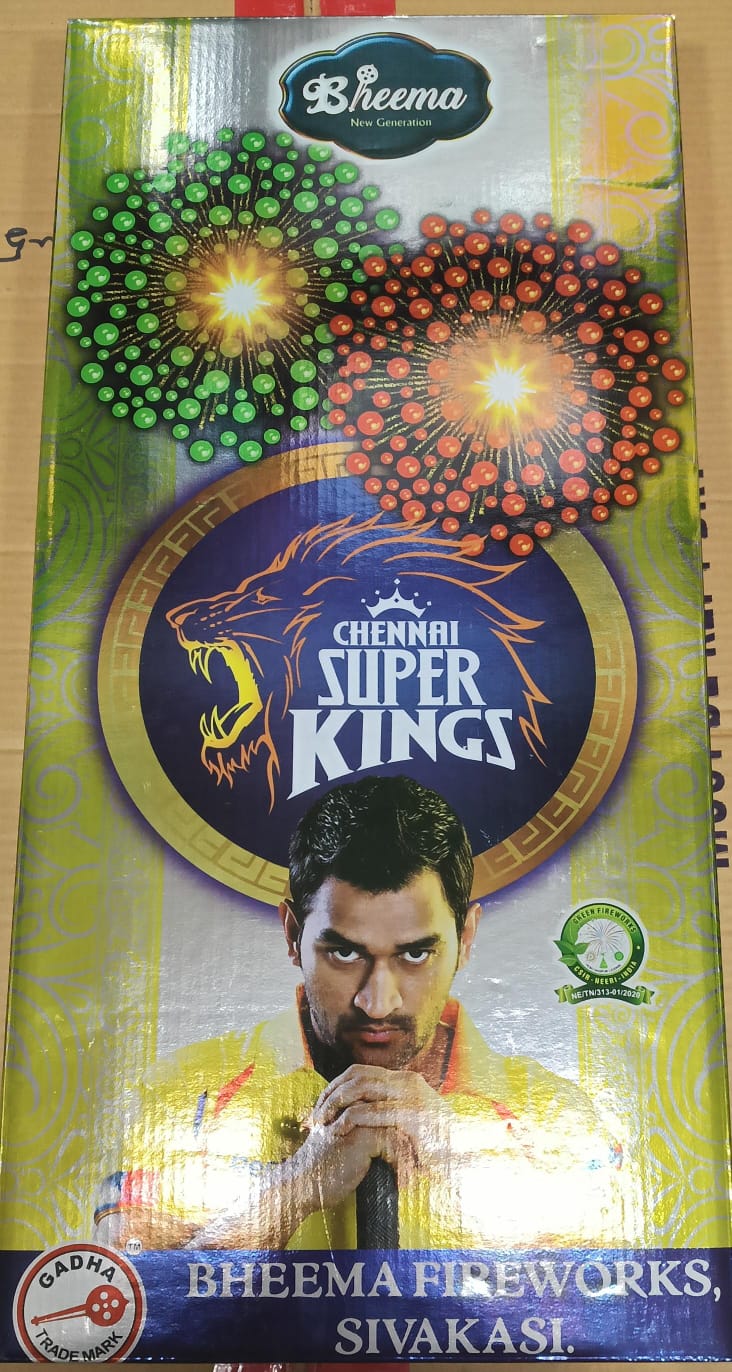 Bheema
New Generation
CHENNAI
SUPER
KINGS
GREEN FIREWORKS
CSIR-NEERI-INDIA
NE/TN/313-01/2020
GADHA
TM
TRADE MARK
BHEEMA FIREWORKS,
SIVAKASI.